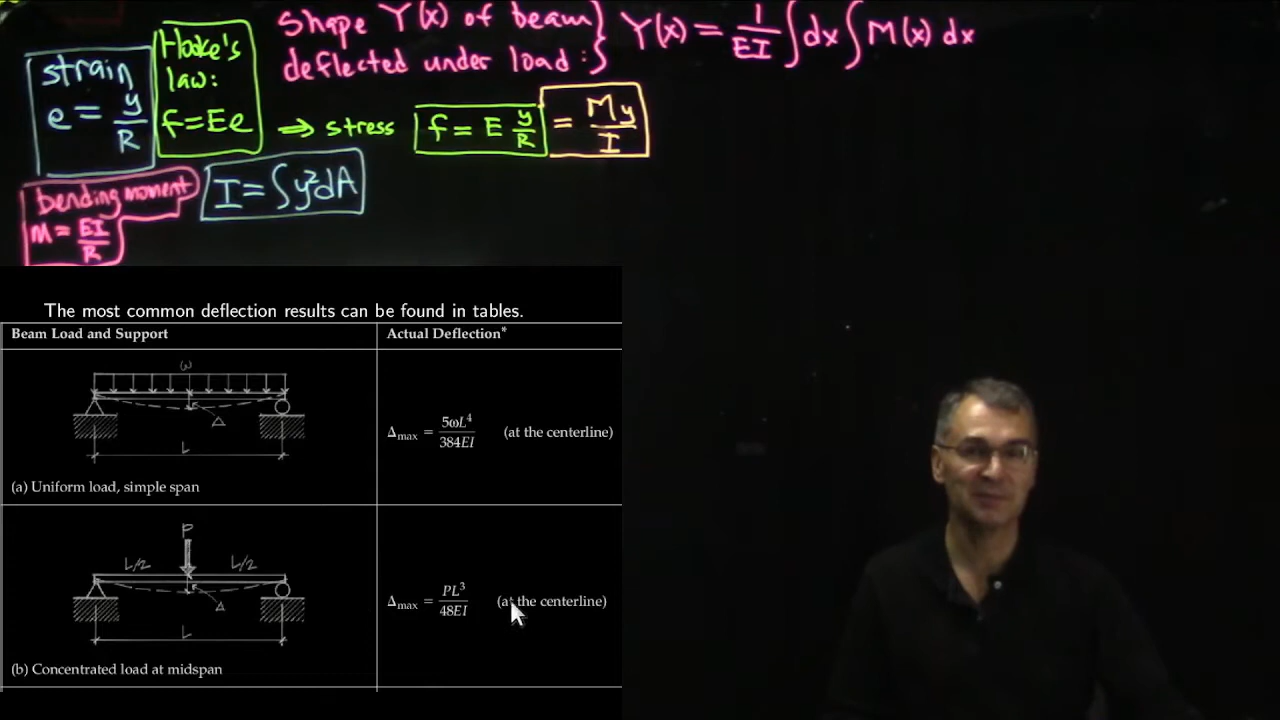 shape Y(x) of beam
deflected under load :
Y(x) = 1/EI ∫dx ∫M(x) dx
strain
e = y/R
Hooke's
law:
f=Ee
⇒ stress
f = E y/R
= My/I
bending moment
M = EI/R
I = ∫y²dA
The most common deflection results can be found in tables.
Beam Load and Support
Actual Deflection*
ω
Δ
L
Δmax = 5ωL⁴/384EI (at the centerline)
(a) Uniform load, simple span
P
L/2 L/2
Δ
L
Δmax = PL³/48EI (at the centerline)
(b) Concentrated load at midspan